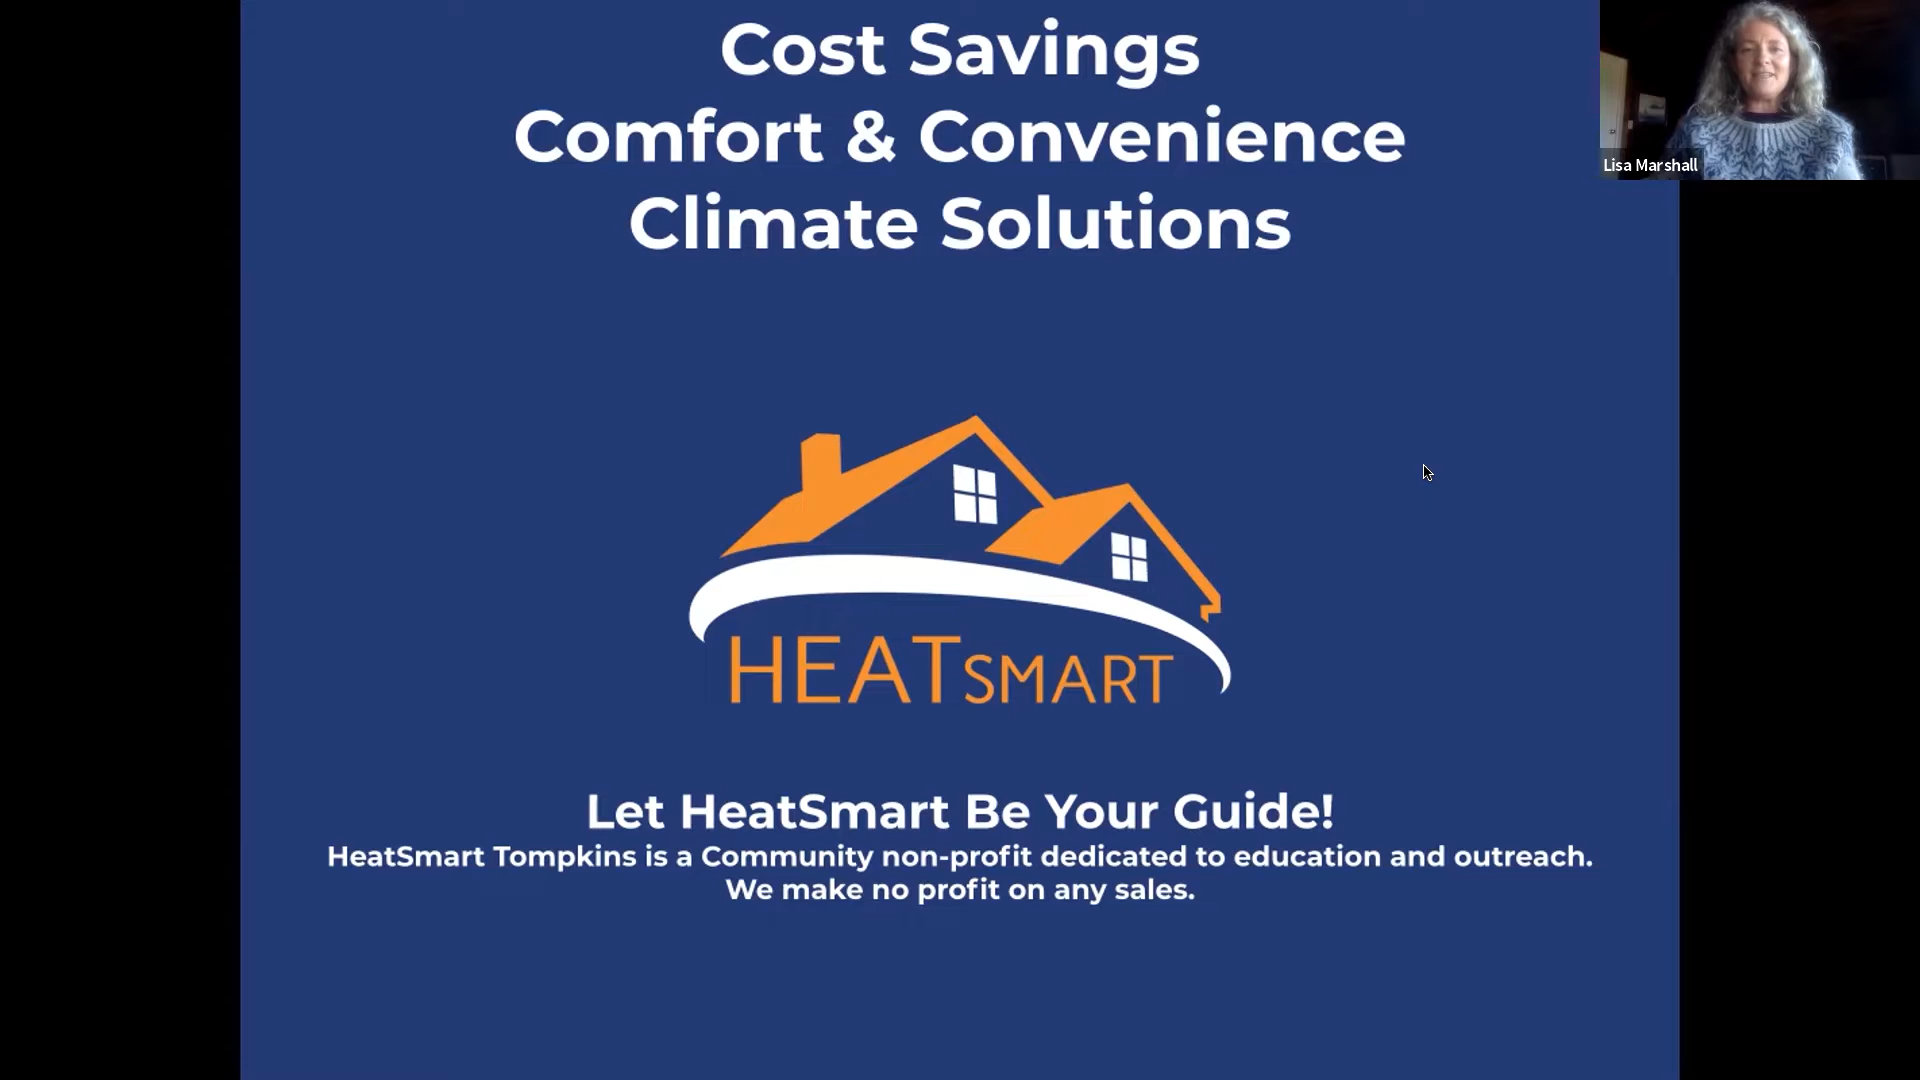 Cost Savings
Comfort & Convenience
Climate Solutions
Lisa Marshall
HEATSMART
Let HeatSmart Be Your Guide!
HeatSmart Tompkins is a Community non-profit dedicated to education and outreach.
We make no profit on any sales.